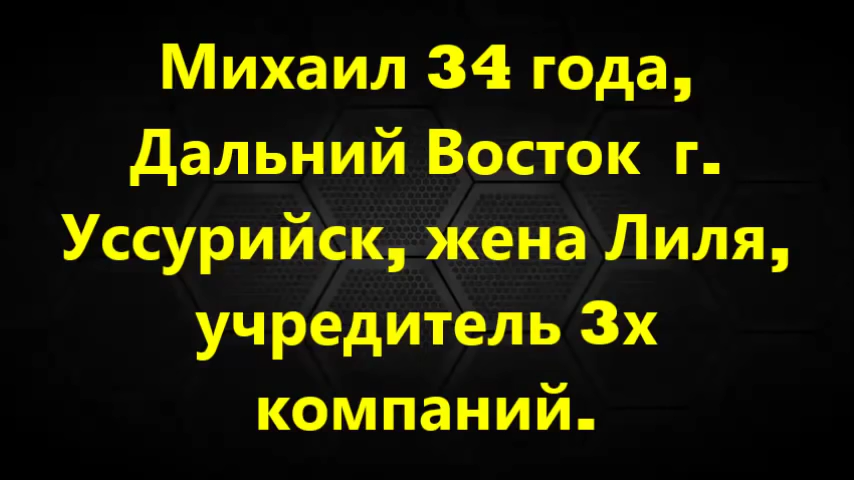 Михаил 34 года,
Дальний Восток г.
Уссурийск, жена Лиля,
учредитель 3х
компаний.